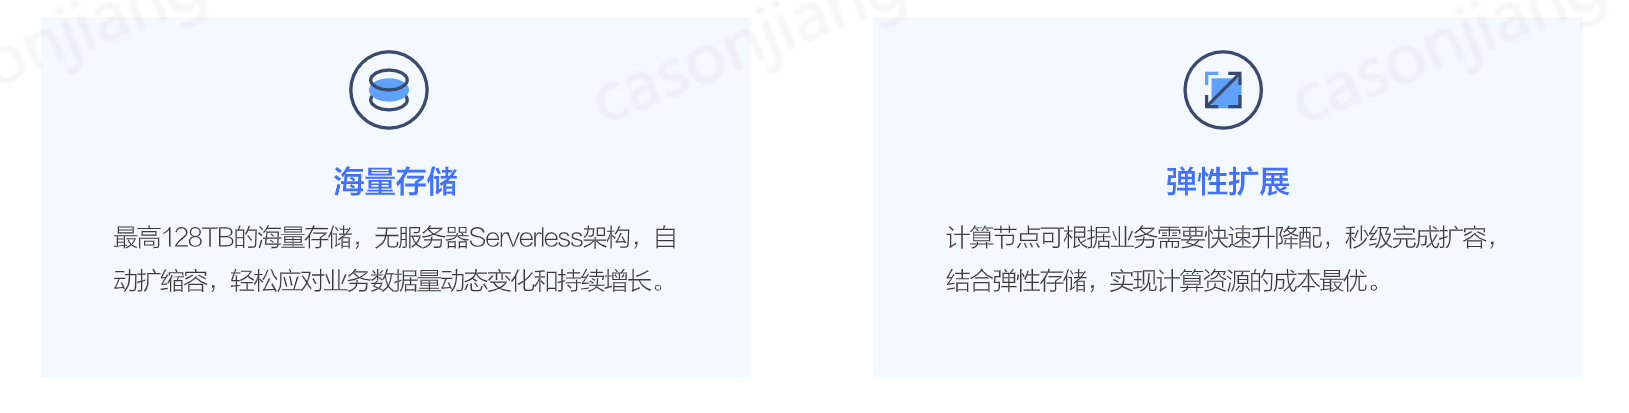 海量存储
最高128TB的海量存储，无服务器Serverless架构，自
动扩缩容，轻松应对业务数据量动态变化和持续增长。
弹性扩展
计算节点可根据业务需要快速升降配，秒级完成扩容，
结合弹性存储，实现计算资源的成本最优。
casonjiang
casonjiang
casonjiang